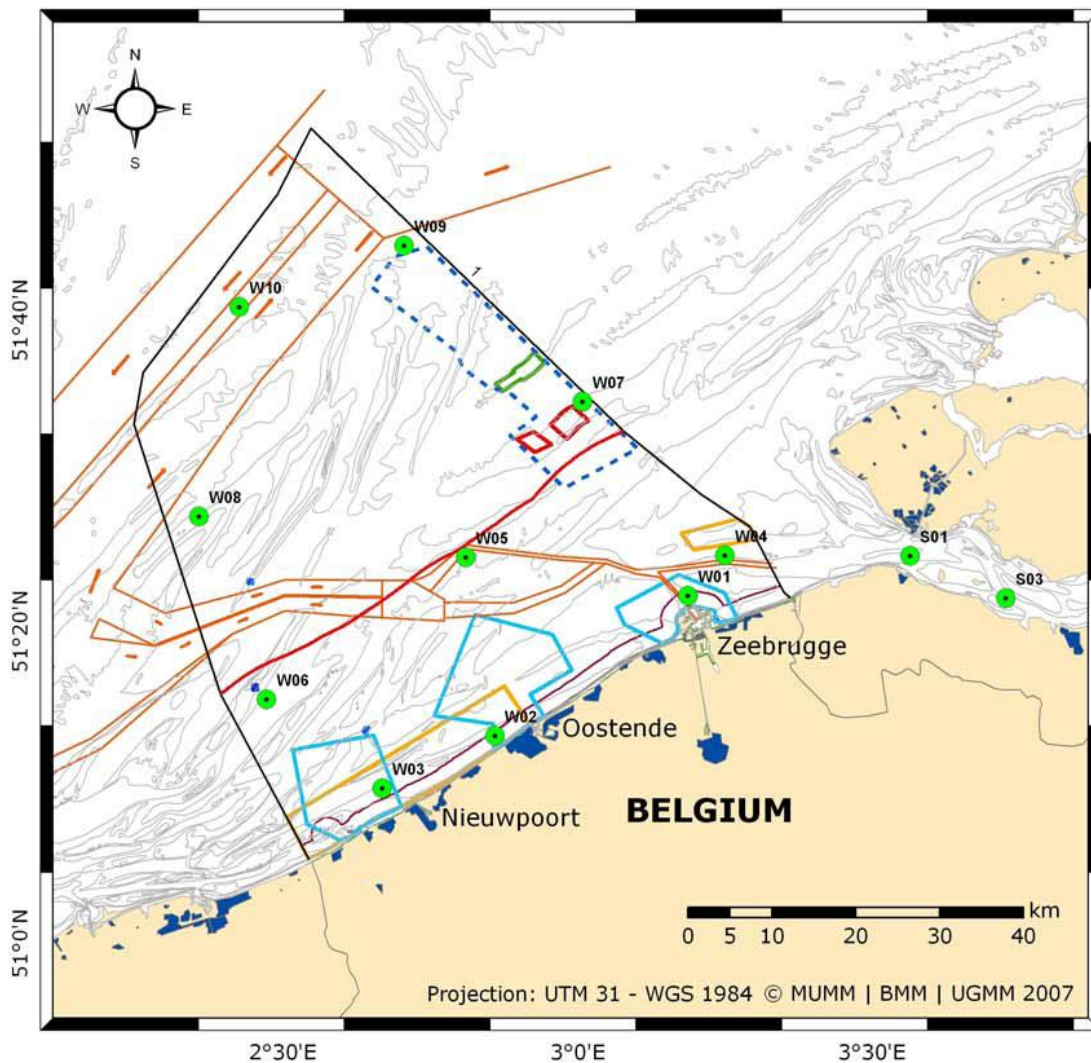 N
W E
S
W09
1
W10
51°40'N
W07
W08
W05
W04
S01
W01
S03
51°20'N
Zeebrugge
W06
W02
Oostende
W03
Nieuwpoort
BELGIUM
km
0 5 10 20 30 40
51°0'N
Projection: UTM 31 - WGS 1984 © MUMM | BMM | UGMM 2007
2°30'E 3°0'E 3°30'E